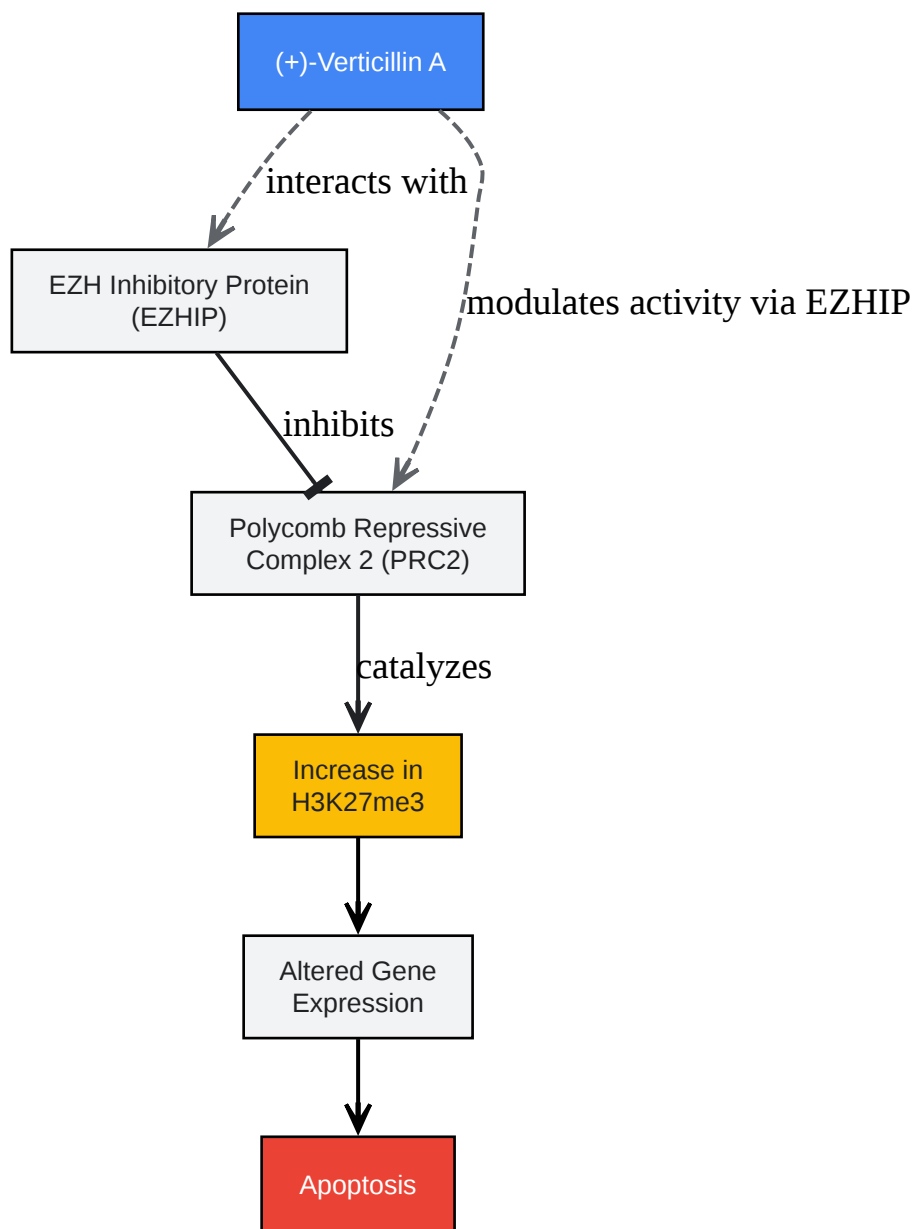 (+)-Verticillin A
interacts with
EZH Inhibitory Protein
(EZHIP)
modulates activity via EZHIP
inhibits
Polycomb Repressive
Complex 2 (PRC2)
catalyzes
Increase in
H3K27me3
Altered Gene
Expression
Apoptosis